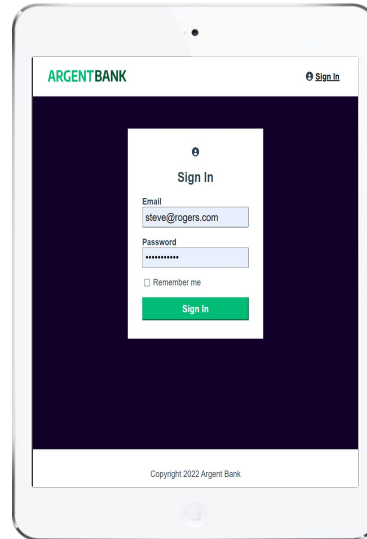 ARGENTBANK
Sign In
Sign In
Email
steve@rogers.com
Password
•••••••••••
Remember me
Sign In
Copyright 2022 Argent Bank